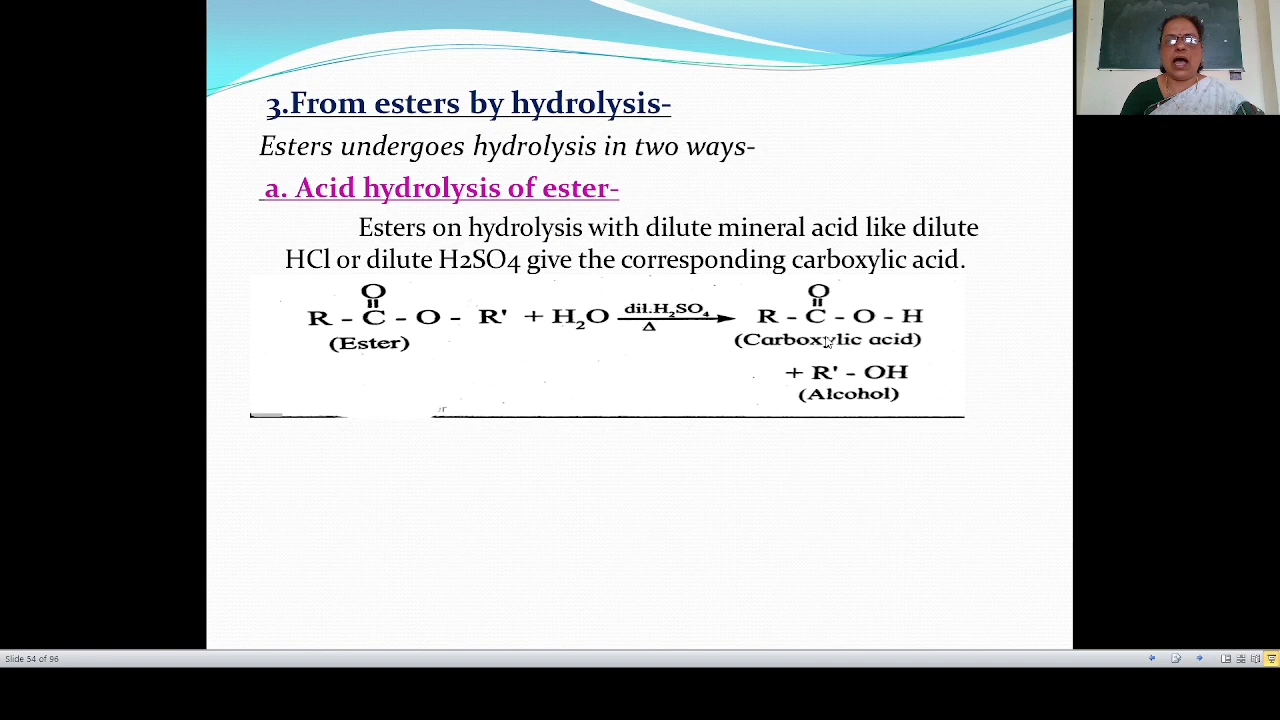 3.From esters by hydrolysis-
Esters undergoes hydrolysis in two ways-
a. Acid hydrolysis of ester-
Esters on hydrolysis with dilute mineral acid like dilute
HCl or dilute H2SO4 give the corresponding carboxylic acid.
O
R - C - O - R' + H₂O dil.H₂SO₄ Δ
(Ester)
O
R - C - O - H
(Carboxylic acid)
+ R' - OH
(Alcohol)
Slide 54 of 96